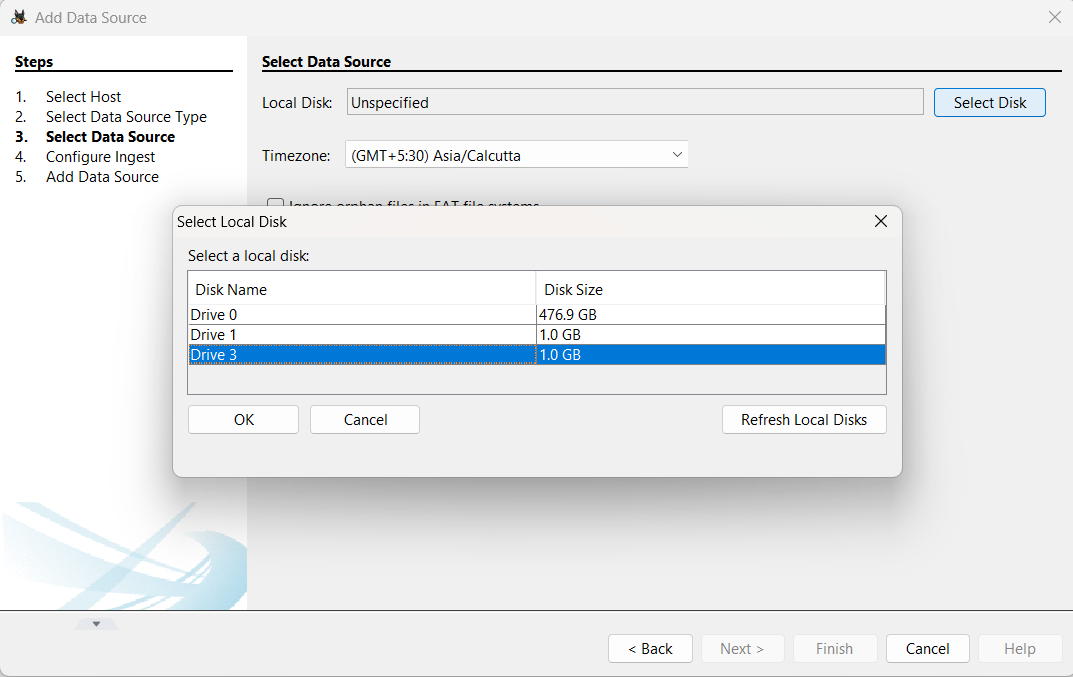 Add Data Source
Steps
1. Select Host
2. Select Data Source Type
3. Select Data Source
4. Configure Ingest
5. Add Data Source
Select Data Source
Local Disk: Unspecified Select Disk
Timezone: (GMT+5:30) Asia/Calcutta
Ignore orphan files in FAT file systems
Select Local Disk
Select a local disk:
Disk Name Disk Size
Drive 0 476.9 GB
Drive 1 1.0 GB
Drive 3 1.0 GB
OK Cancel Refresh Local Disks
< Back Next > Finish Cancel Help